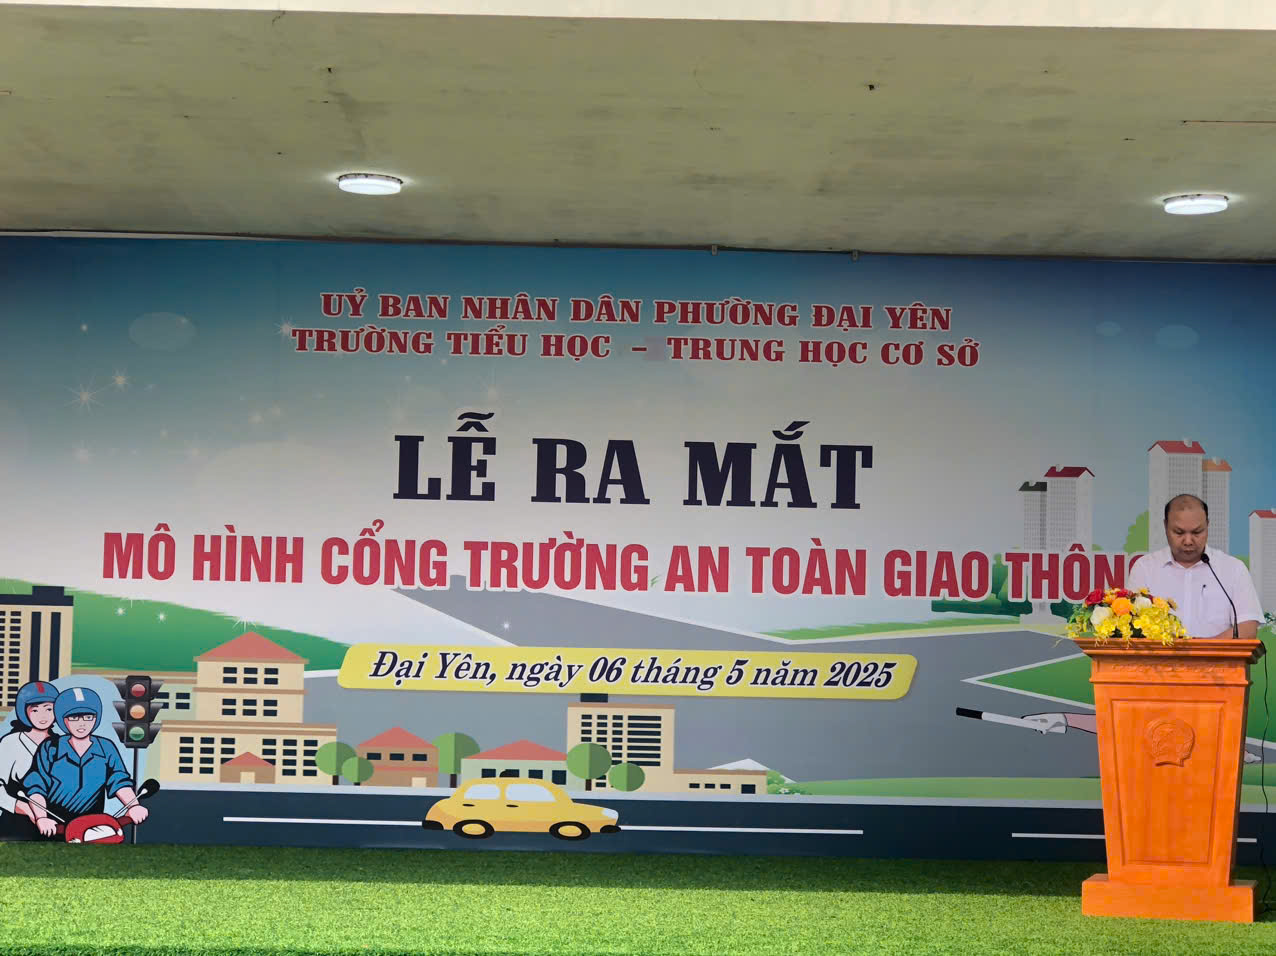 UỶ BAN NHÂN DÂN PHƯỜNG ĐẠI YÊN
TRƯỜNG TIỂU HỌC - TRUNG HỌC CƠ SỞ
LỄ RA MẮT
MÔ HÌNH CỔNG TRƯỜNG AN TOÀN GIAO THÔNG
Đại Yên, ngày 06 tháng 5 năm 2025